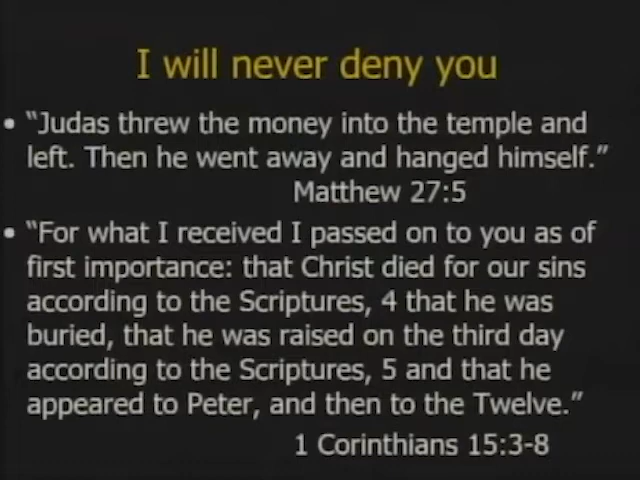 I will never deny you
• “Judas threw the money into the temple and
left. Then he went away and hanged himself.”
Matthew 27:5
• “For what I received I passed on to you as of
first importance: that Christ died for our sins
according to the Scriptures, 4 that he was
buried, that he was raised on the third day
according to the Scriptures, 5 and that he
appeared to Peter, and then to the Twelve.”
1 Corinthians 15:3-8